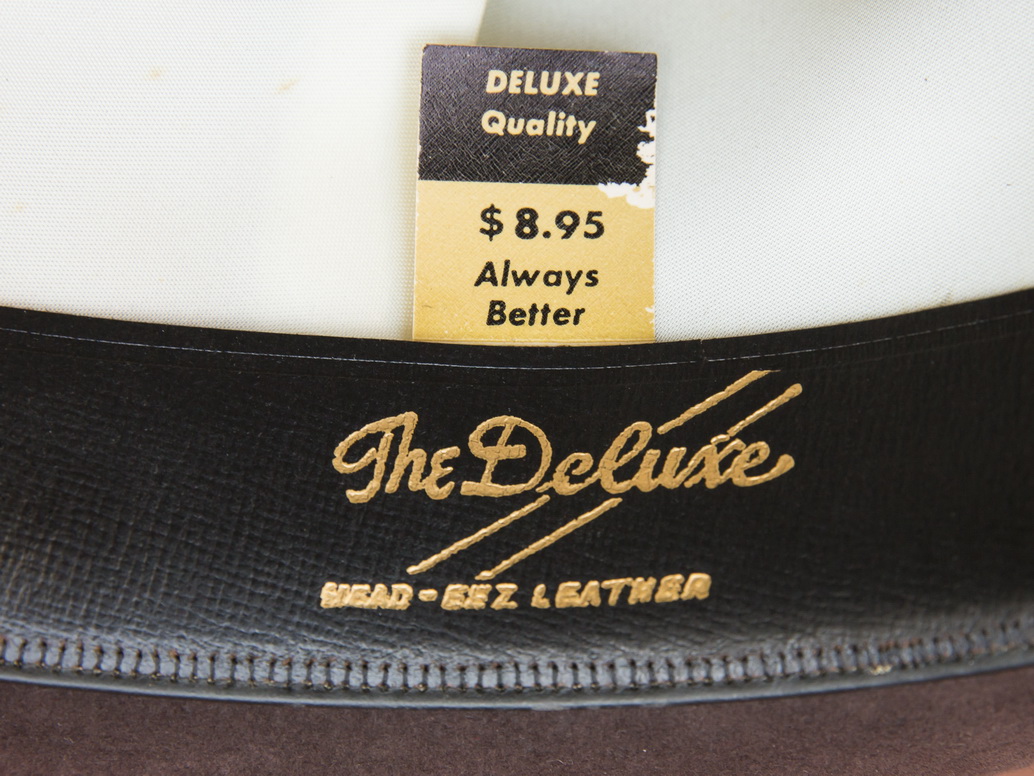 DELUXE
Quality
$8.95
Always
Better
The Deluxe
HEAD-EEZ LEATHER